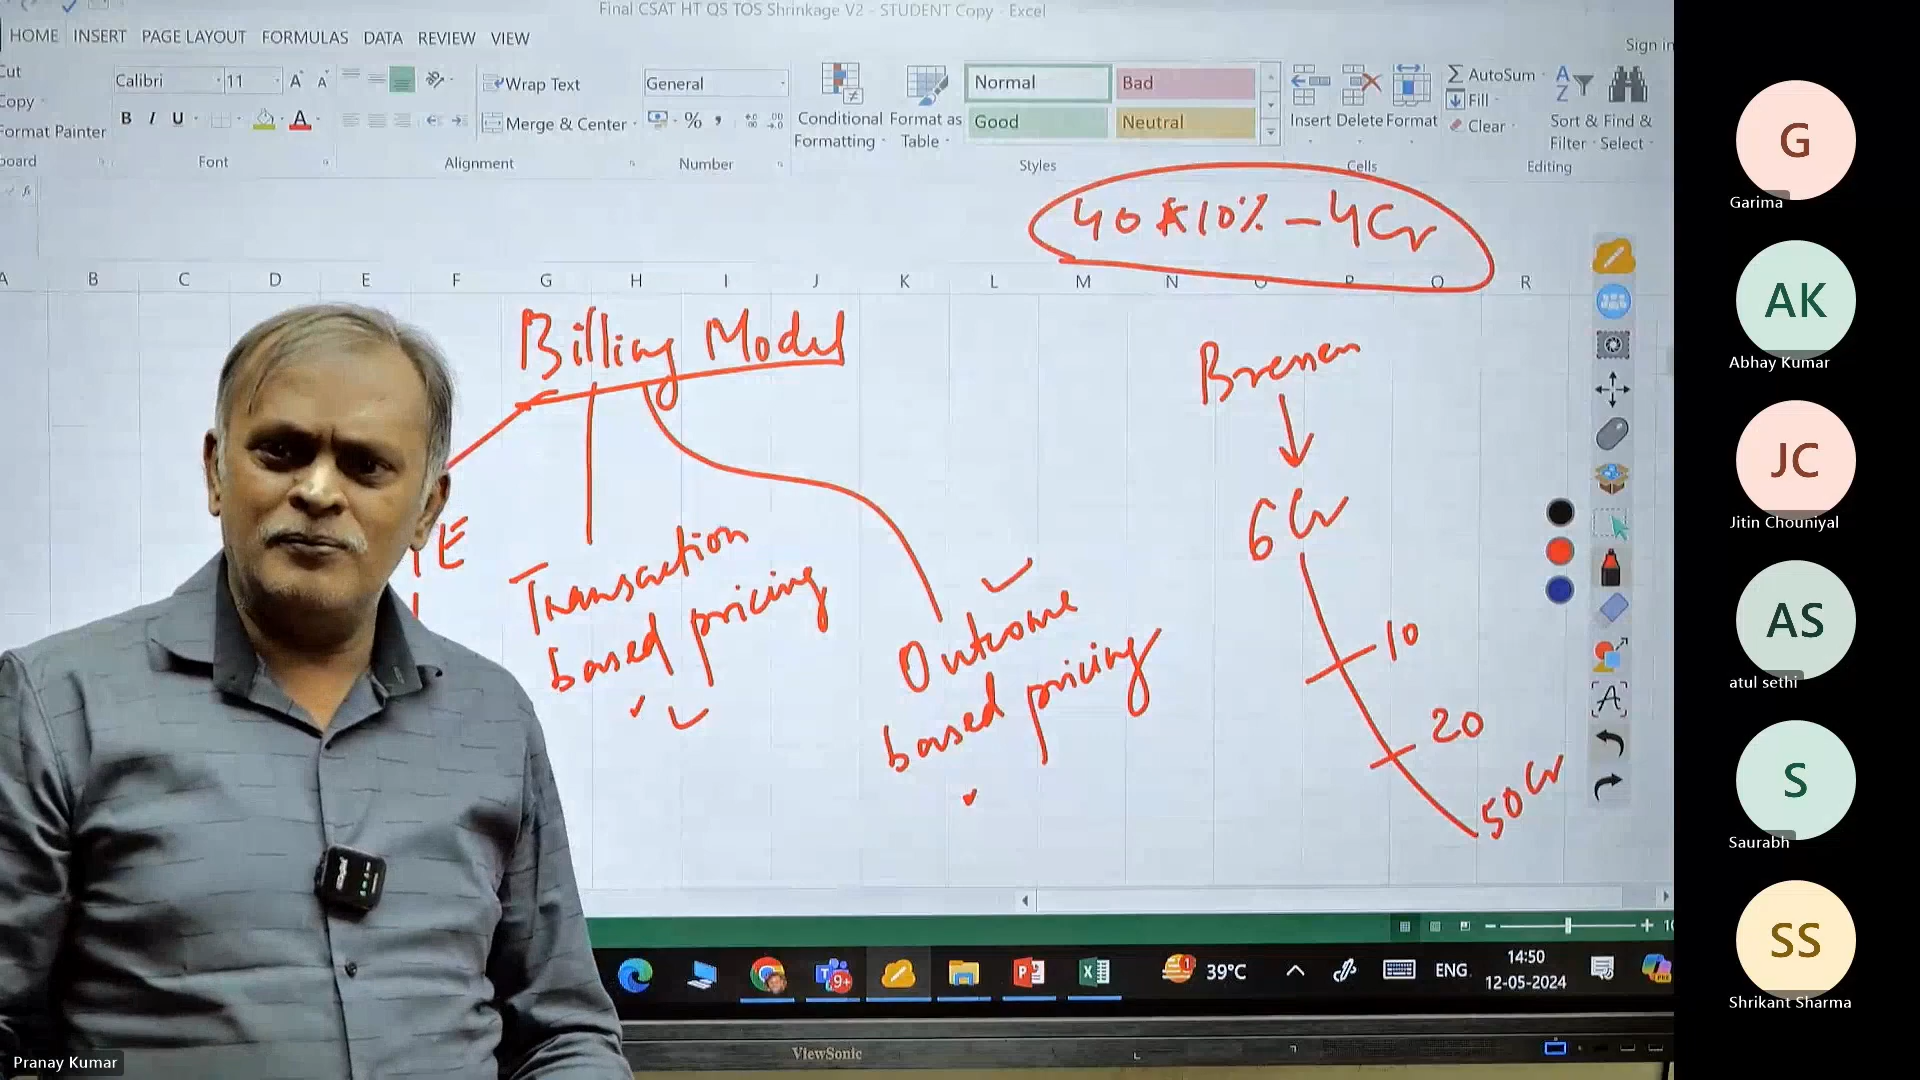 Final CSAT HT QS TOS Shrinkage V2 - STUDENT Copy - Excel
HOME INSERT PAGE LAYOUT FORMULAS DATA REVIEW VIEW
Sign in
Cut
Copy
Format Painter
Calibri 11
B I U A
Wrap Text
Merge & Center
General
% ,
Conditional Formatting
Format as Table
Normal Bad
Good Neutral
Insert Delete Format
AutoSum
Fill
Clear
Sort & Filter
Find & Select
board Font Alignment Number Styles Cells Editing
40*10% - 4Cr
A B C D E F G H I J K L M N O P Q R
Billing Model
TE
Transaction
based pricing
Outcome
based pricing
6Cr
10
20
50Cr
39°C
ENG
14:50
12-05-2024
ViewSonic
Pranay Kumar
G
Garima
AK
Abhay Kumar
JC
Jitin Chouniyal
AS
atul sethi
S
Saurabh
SS
Shrikant Sharma